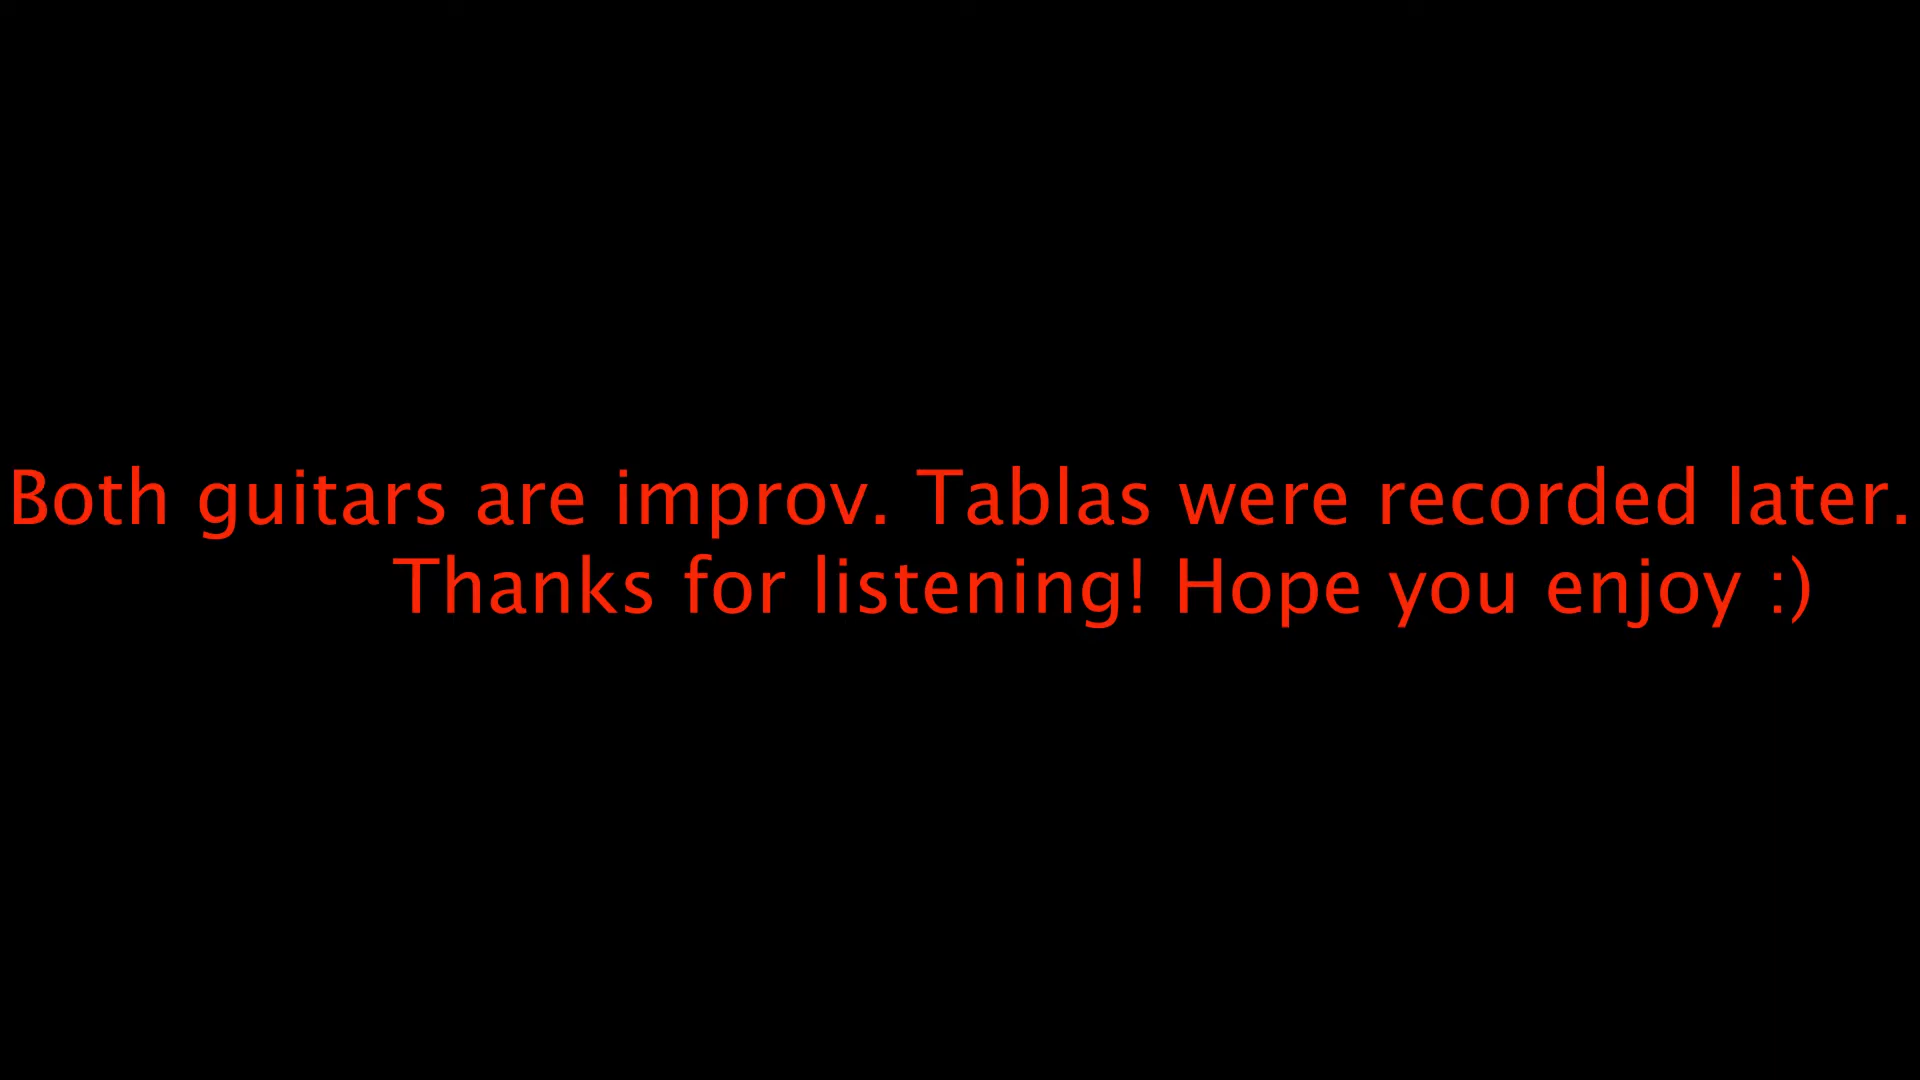 Both guitars are improv. Tablas were recorded later.
Thanks for listening! Hope you enjoy :)